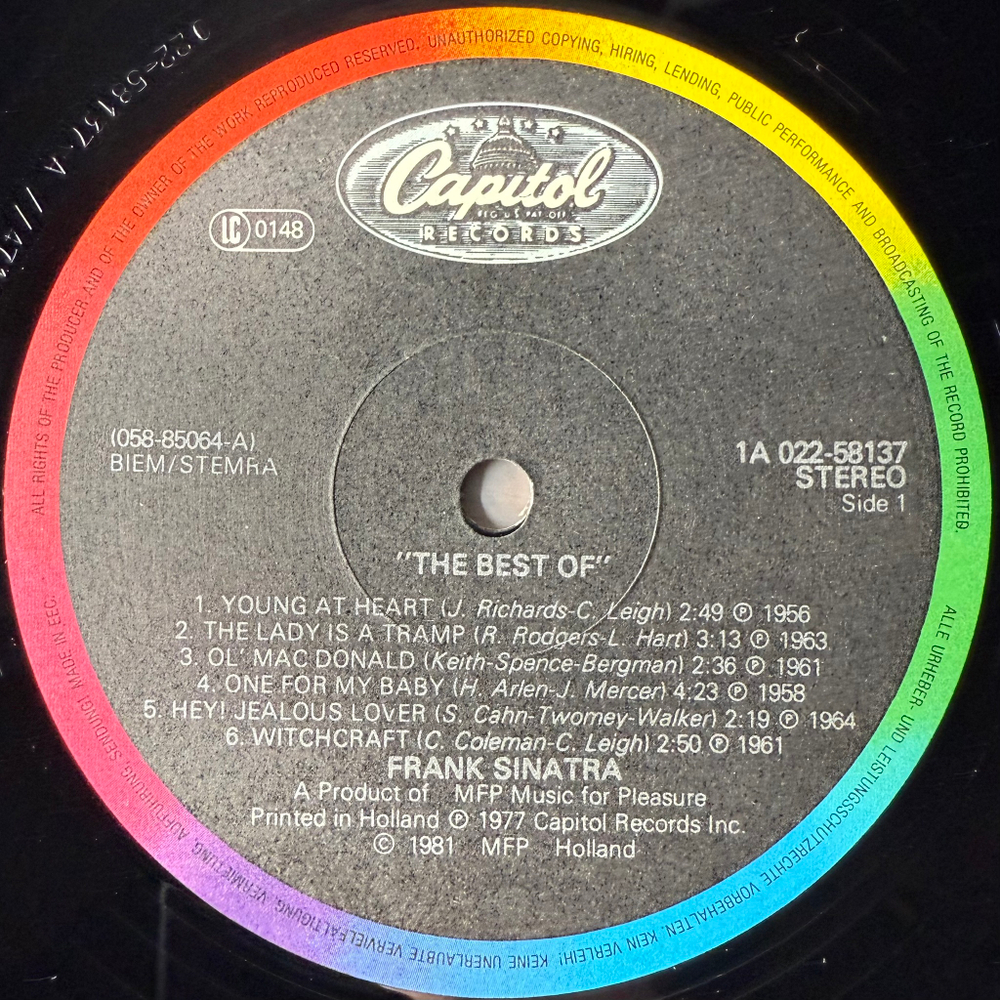 ALL RIGHTS OF THE PRODUCER AND OF THE OWNER OF THE WORK REPRODUCED RESERVED. UNAUTHORIZED COPYING, HIRING, LENDING, PUBLIC PERFORMANCE AND BROADCASTING OF THE RECORD PROHIBITED.
Capitol
REG. U.S. PAT. OFF.
RECORDS
LC 0148
(058-85064-A)
BIEM/STEMRA
1A 022-58137
STEREO
Side 1
"THE BEST OF"
1. YOUNG AT HEART (J. Richards-C. Leigh) 2:49 ℗ 1956
2. THE LADY IS A TRAMP (R. Rodgers-L. Hart) 3:13 ℗ 1963
3. OL' MAC DONALD (Keith-Spence-Bergman) 2:36 ℗ 1961
4. ONE FOR MY BABY (H. Arlen-J. Mercer) 4:23 ℗ 1958
5. HEY! JEALOUS LOVER (S. Cahn-Twomey-Walker) 2:19 ℗ 1964
6. WITCHCRAFT (C. Coleman-C. Leigh) 2:50 ℗ 1961
FRANK SINATRA
A Product of MFP Music for Pleasure
Printed in Holland ℗ 1977 Capitol Records Inc.
© 1981 MFP Holland
ALLE URHEBER- UND LEISTUNGSSCHUTZRECHTE VORBEHALTEN. KEIN VERLEIH! KEINE UNERLAUBTE VERVIELFÄLTIGUNG, VERMIETUNG, AUFFÜHRUNG, SENDUNG! MADE IN EEC.